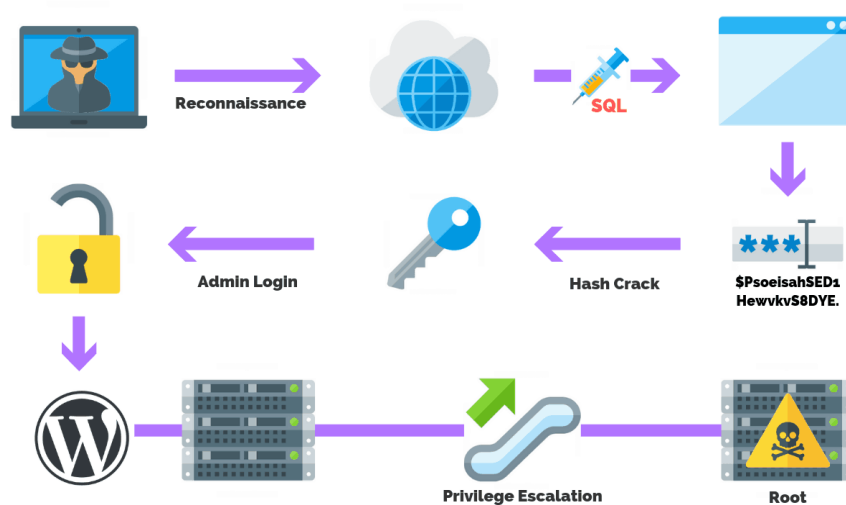 Reconnaissance
SQL
Admin Login
Hash Crack
***
$PsoeisahSED1
HewvkvS8DYE.
W
Privilege Escalation
Root